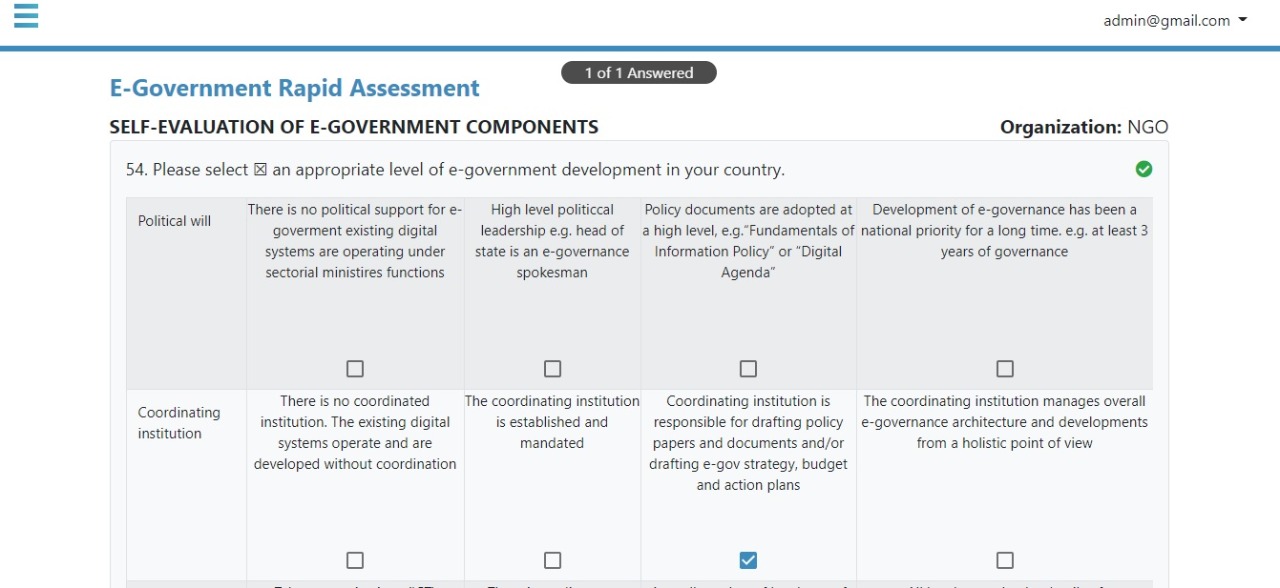 admin@gmail.com
1 of 1 Answered
E-Government Rapid Assessment
SELF-EVALUATION OF E-GOVERNMENT COMPONENTS
Organization: NGO
54. Please select ☒ an appropriate level of e-government development in your country.
Political will
There is no political support for e-
goverment existing digital
systems are operating under
sectorial ministires functions
High level politiccal
leadership e.g. head of
state is an e-governance
spokesman
Policy documents are adopted at
a high level, e.g.“Fundamentals of
Information Policy” or “Digital
Agenda”
Development of e-governance has been a
national priority for a long time. e.g. at least 3
years of governance
Coordinating
institution
There is no coordinated
institution. The existing digital
systems operate and are
developed without coordination
The coordinating institution
is established and
mandated
Coordinating institution is
responsible for drafting policy
papers and documents and/or
drafting e-gov strategy, budget
and action plans
The coordinating institution manages overall
e-governance architecture and developments
from a holistic point of view